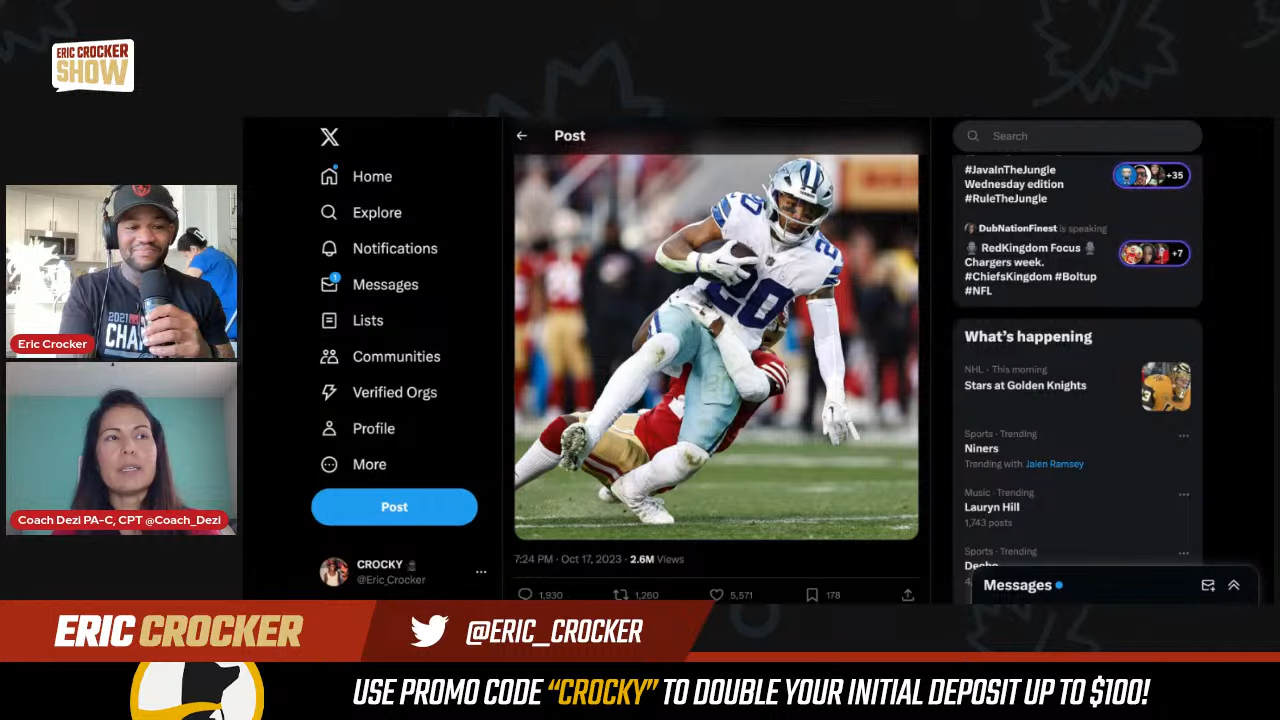 ERIC CROCKER
SHOW
Eric Crocker
2021
CHAM
Coach Dezi PA-C, CPT @Coach_Dezi
X
Home
Explore
Notifications
1
Messages
Lists
Communities
Verified Orgs
Profile
More
Post
CROCKY
@Eric_Crocker
Post
20
20
7:24 PM · Oct 17, 2023 · 2.6M Views
1,930
1,260
5,571
178
Search
#JavaInTheJungle
Wednesday edition
#RuleTheJungle
+35
DubNationFinest is speaking
RedKingdom Focus
Chargers week.
#ChiefsKingdom #Boltup
#NFL
+7
What's happening
NHL · This morning
Stars at Golden Knights
Sports · Trending
Niners
Trending with Jalen Ramsey
Music · Trending
Lauryn Hill
1,743 posts
Sports · Trending
Messages
ERIC CROCKER
@ERIC_CROCKER
USE PROMO CODE “CROCKY” TO DOUBLE YOUR INITIAL DEPOSIT UP TO $100!